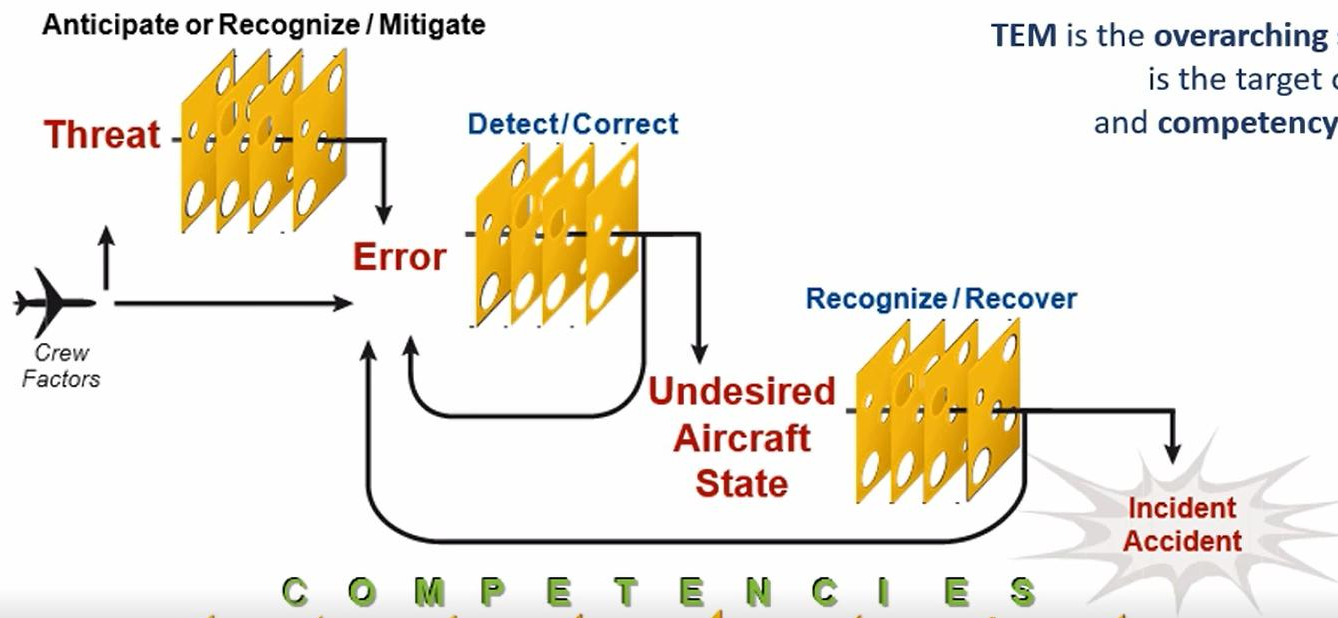 Anticipate or Recognize / Mitigate
TEM is the overarching
is the target
and competency
Threat
Detect/Correct
Error
Recognize / Recover
Crew
Factors
Undesired
Aircraft
State
Incident
Accident
COMPETENCIES